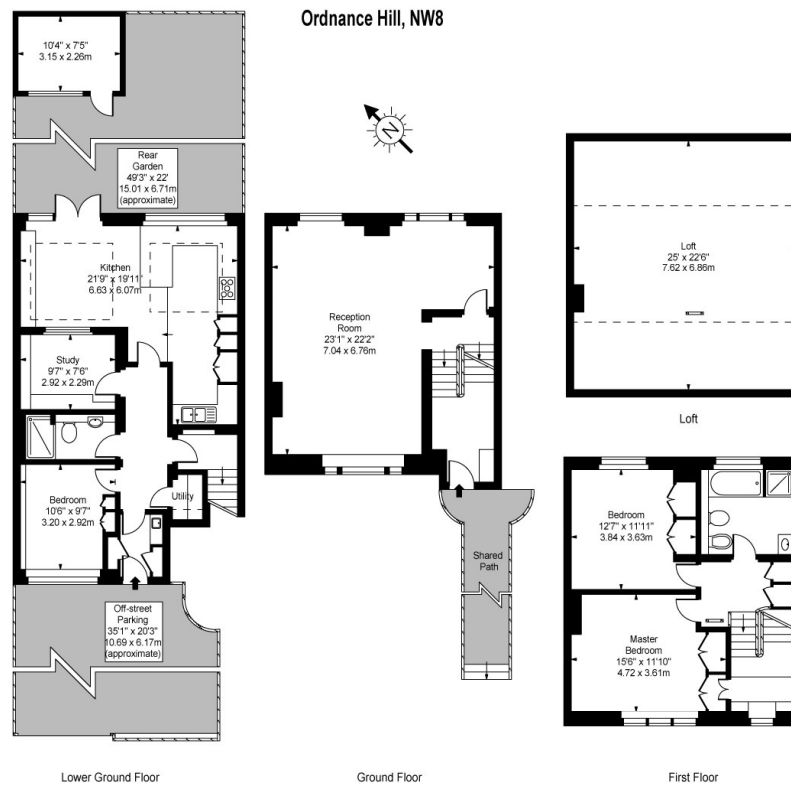 Ordnance Hill, NW8
10'4" x 7'5"
3.15 x 2.26m
N
Rear
Garden
49'3" x 22'
15.01 x 6.71m
(approximate)
Kitchen
21'9" x 19'11"
6.63 x 6.07m
Study
9'7" x 7'6"
2.92 x 2.29m
Bedroom
10'6" x 9'7"
3.20 x 2.92m
Utility
Off-street
Parking
35'1" x 20'3"
10.69 x 6.17m
(approximate)
Lower Ground Floor
Reception
Room
23'1" x 22'2"
7.04 x 6.76m
Shared
Path
Ground Floor
Loft
25' x 22'6"
7.62 x 6.86m
Loft
Bedroom
12'7" x 11'11"
3.84 x 3.63m
Master
Bedroom
15'6" x 11'10"
4.72 x 3.61m
First Floor